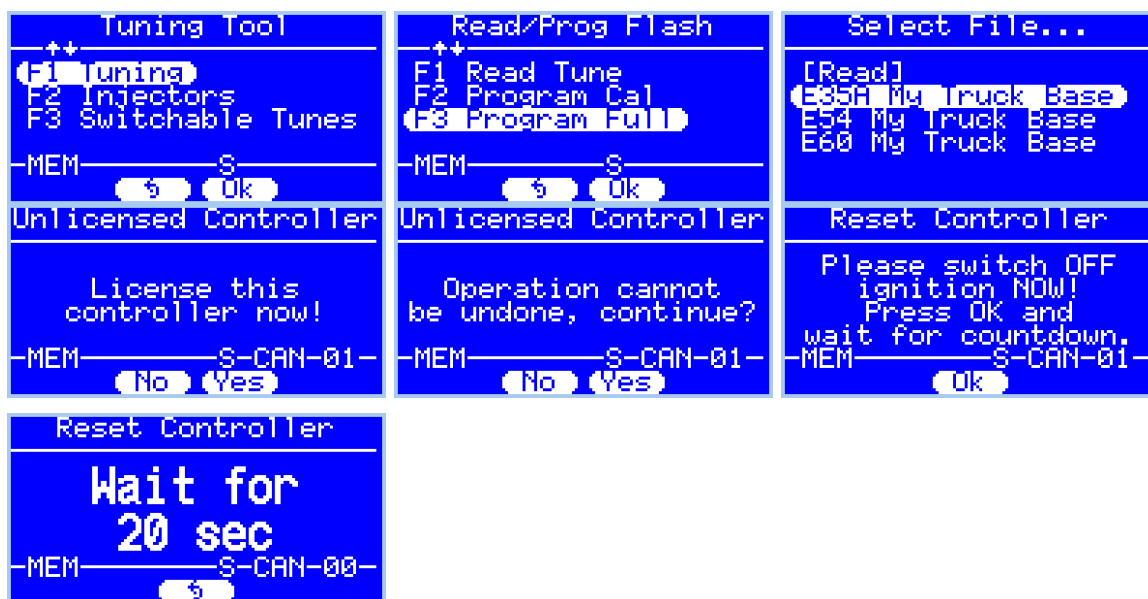 Tuning Tool
F1 Tuning
F2 Injectors
F3 Switchable Tunes
MEM S
Ok
Read/Prog Flash
F1 Read Tune
F2 Program Cal
F3 Program Full
MEM S
Ok
Select File...
[Read]
E35A My Truck Base
E54 My Truck Base
E60 My Truck Base
Unlicensed Controller
License this
controller now!
MEM S-CAN-01
No Yes
Unlicensed Controller
Operation cannot
be undone, continue?
MEM S-CAN-01
No Yes
Reset Controller
Please switch OFF
ignition NOW!
Press OK and
wait for countdown.
MEM S-CAN-01
Ok
Reset Controller
Wait for
20 sec
MEM S-CAN-00